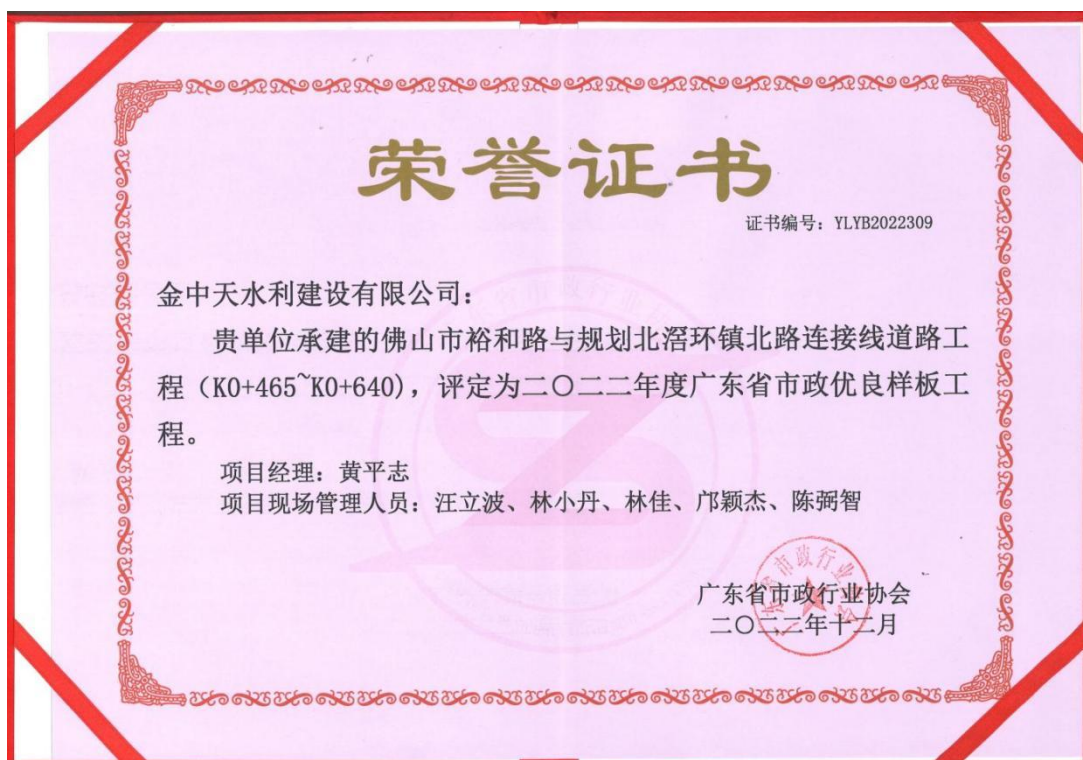 荣誉证书
证书编号：YLYB2022309
金中天水利建设有限公司：
贵单位承建的佛山市裕和路与规划北滘环镇北路连接线道路工
程（K0+465~K0+640），评定为二〇二二年度广东省市政优良样板工
程。
项目经理：黄平志
项目现场管理人员：汪立波、林小丹、林佳、邝颖杰、陈弼智
广东省市政行业协会
二〇二二年十二月